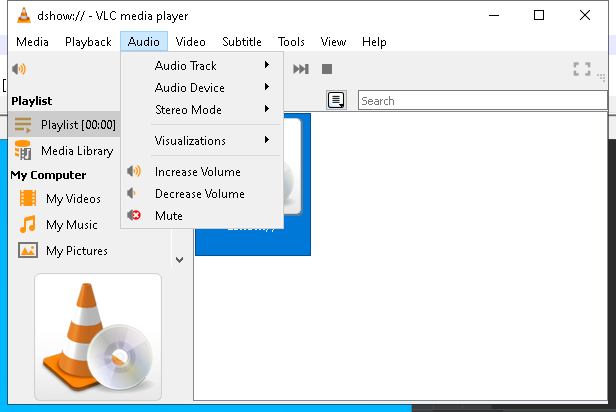 dshow:// - VLC media player
Media Playback Audio Video Subtitle Tools View Help
Audio Track
Audio Device
Stereo Mode
Visualizations
Increase Volume
Decrease Volume
Mute
Search
Playlist
Playlist [00:00]
Media Library
My Computer
My Videos
My Music
My Pictures